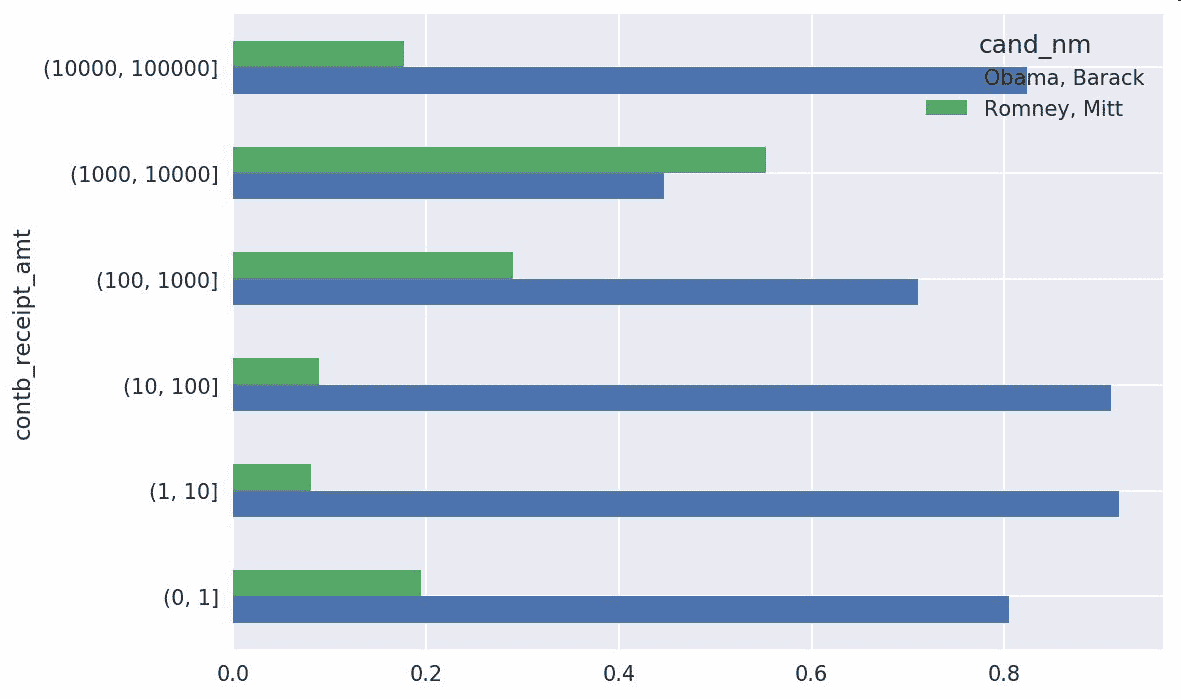 cand_nm
Obama, Barack
Romney, Mitt
(10000, 100000]
(1000, 10000]
(100, 1000]
(10, 100]
(1, 10]
(0, 1]
contb_receipt_amt
0.0 0.2 0.4 0.6 0.8